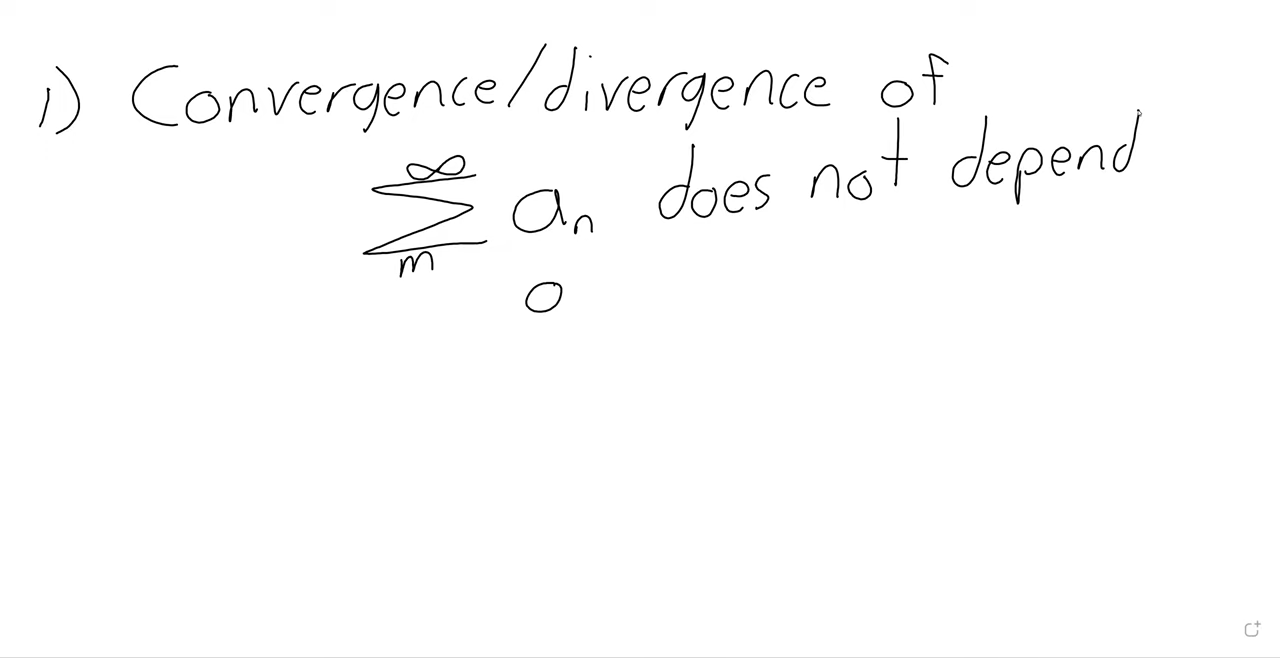 1) Convergence/divergence of
∞
∑ aₙ does not depend
m
o